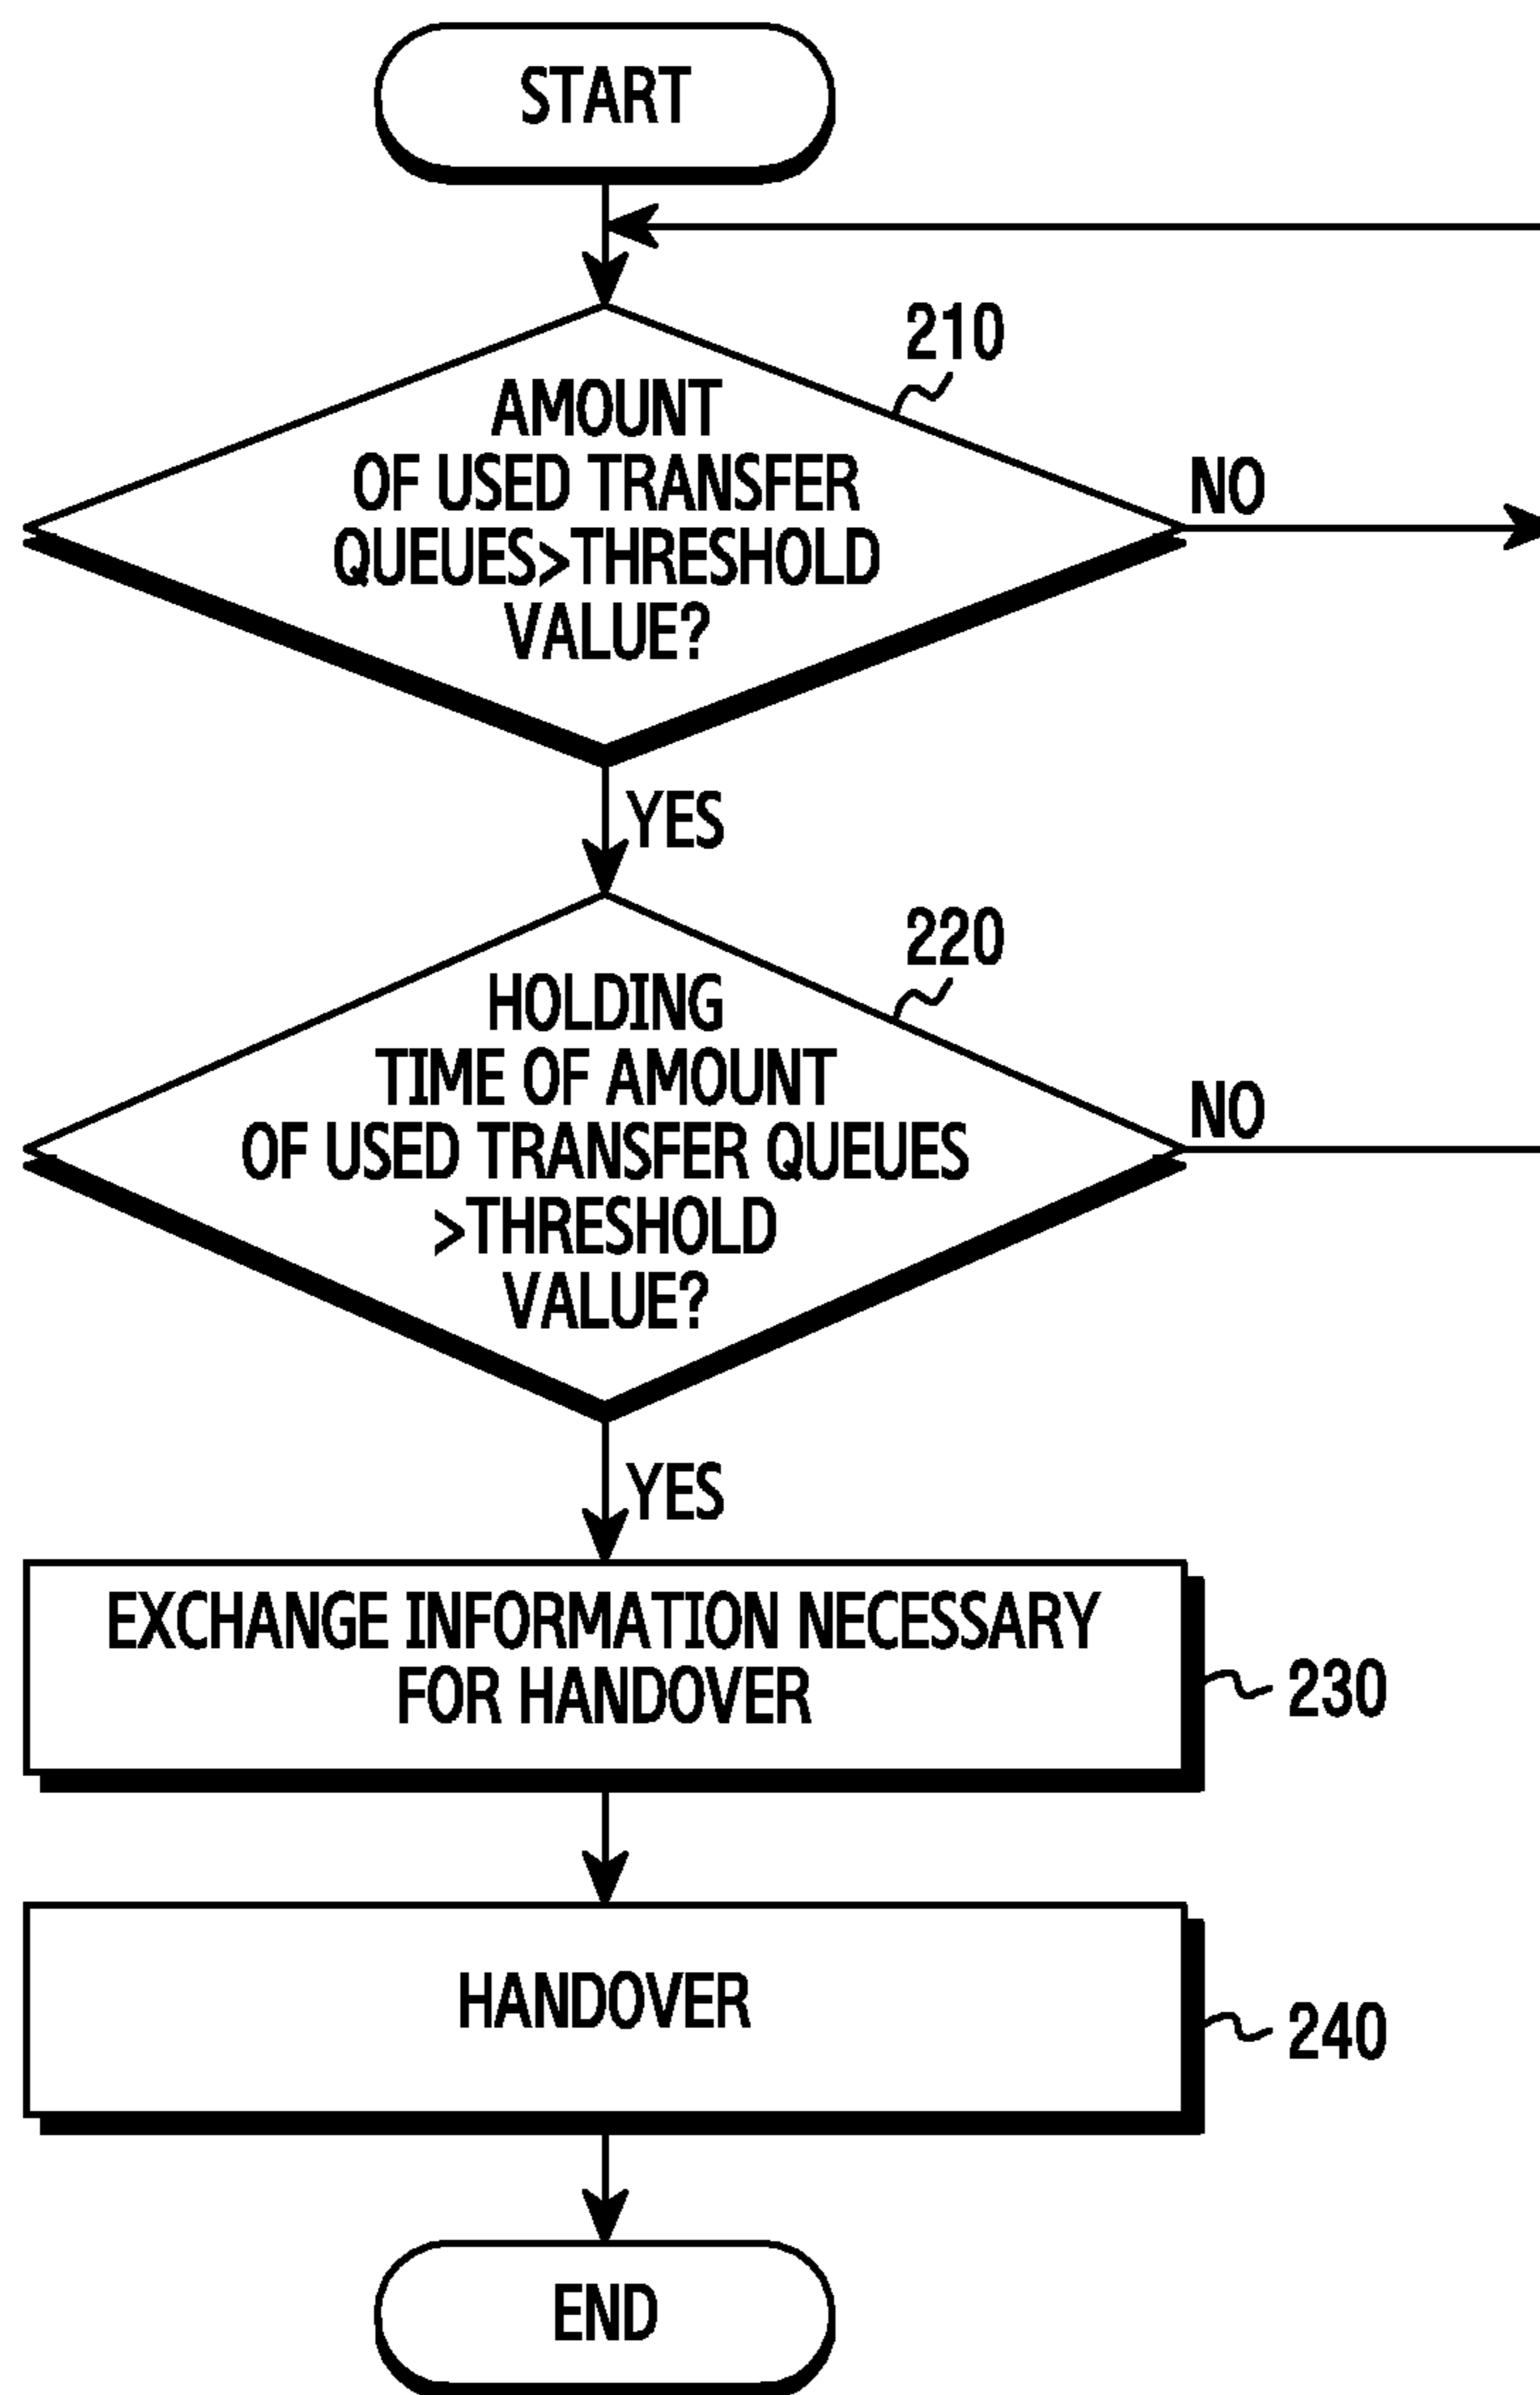 START
210
AMOUNT
OF USED TRANSFER
QUEUES>THRESHOLD
VALUE?
NO
YES
220
HOLDING
TIME OF AMOUNT
OF USED TRANSFER QUEUES
>THRESHOLD
VALUE?
NO
YES
EXCHANGE INFORMATION NECESSARY
FOR HANDOVER
230
HANDOVER
240
END